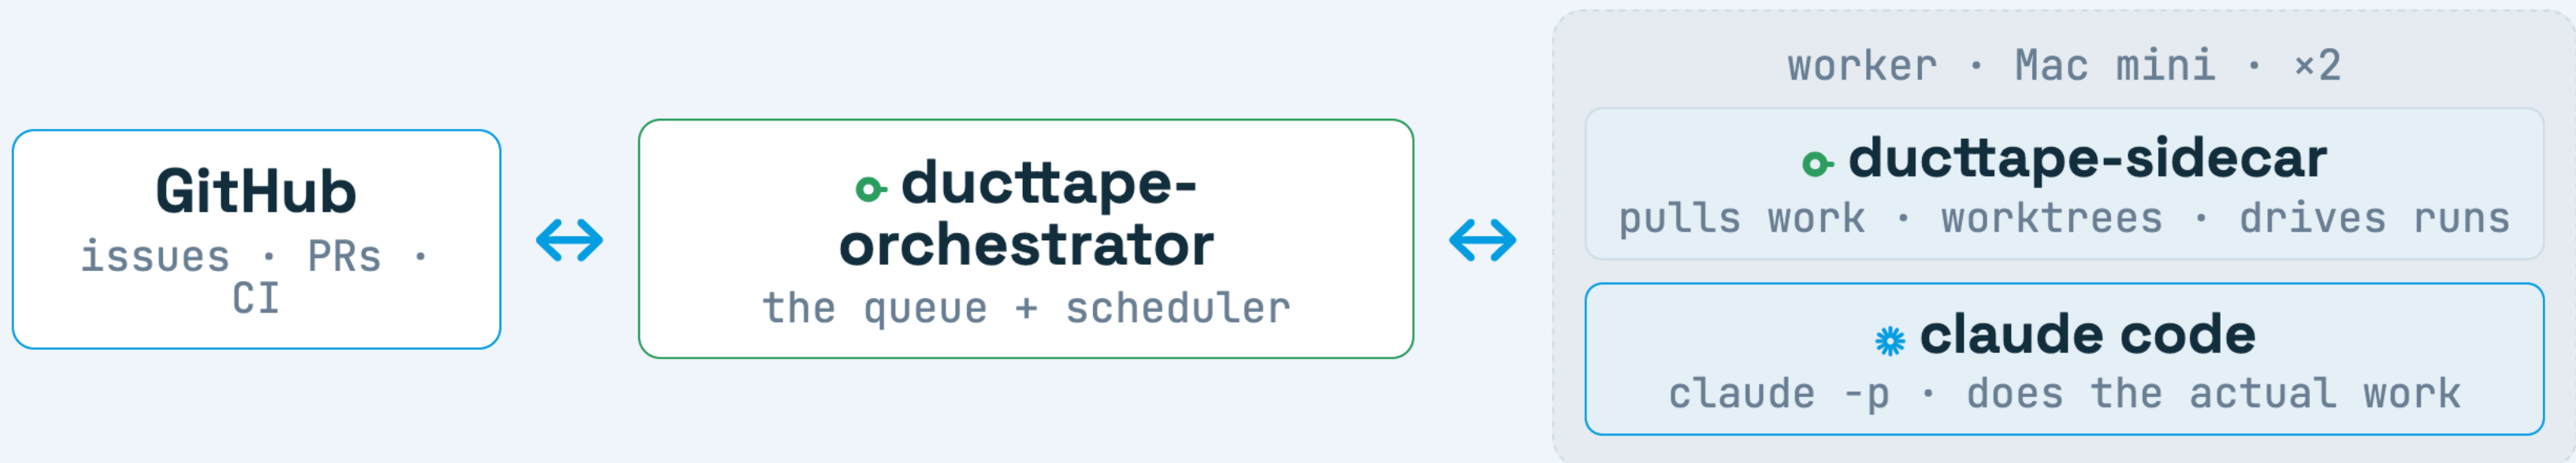 GitHub
issues · PRs ·
CI
ducttape-
orchestrator
the queue + scheduler
worker · Mac mini · ×2
ducttape-sidecar
pulls work · worktrees · drives runs
claude code
claude -p · does the actual work